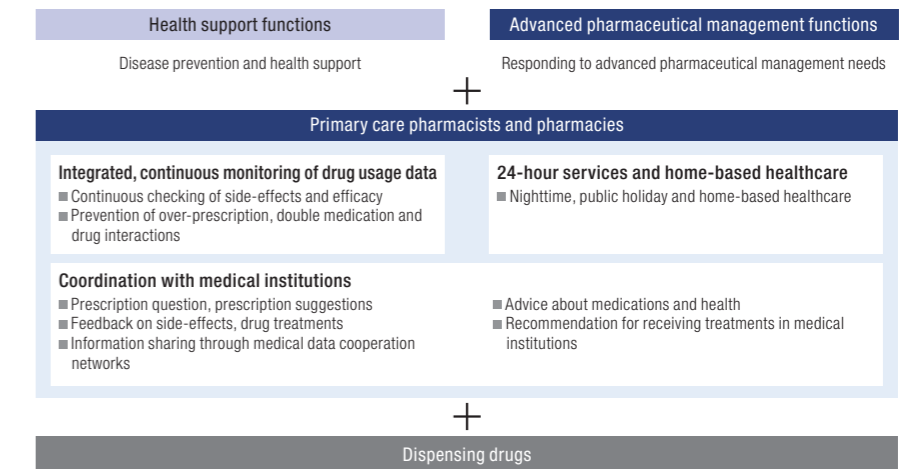 Health support functions
Advanced pharmaceutical management functions
Disease prevention and health support
Responding to advanced pharmaceutical management needs
+
Primary care pharmacists and pharmacies
Integrated, continuous monitoring of drug usage data
■ Continuous checking of side-effects and efficacy
■ Prevention of over-prescription, double medication and
drug interactions
24-hour services and home-based healthcare
■ Nighttime, public holiday and home-based healthcare
Coordination with medical institutions
■ Prescription question, prescription suggestions
■ Feedback on side-effects, drug treatments
■ Information sharing through medical data cooperation
networks
■ Advice about medications and health
■ Recommendation for receiving treatments in medical
institutions
+
Dispensing drugs